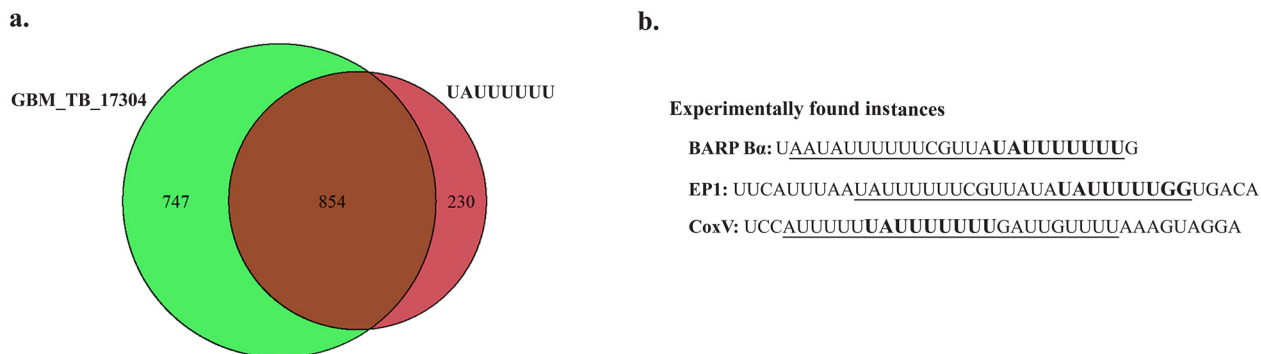 a.
b.
GBM_TB_17304
UAUUUUUU
747
854
230
Experimentally found instances
BARP Bα: UAAUAUUUUUUCGUUAUAUUUUUUUG
EP1: UUCAUUUAAUAUUUUUUCGUUAUAUAUUUUUGGUGACA
CoxV: UCCAUUUUUUAUUUUUUUGAUUGUUUUAAAGUAGGA